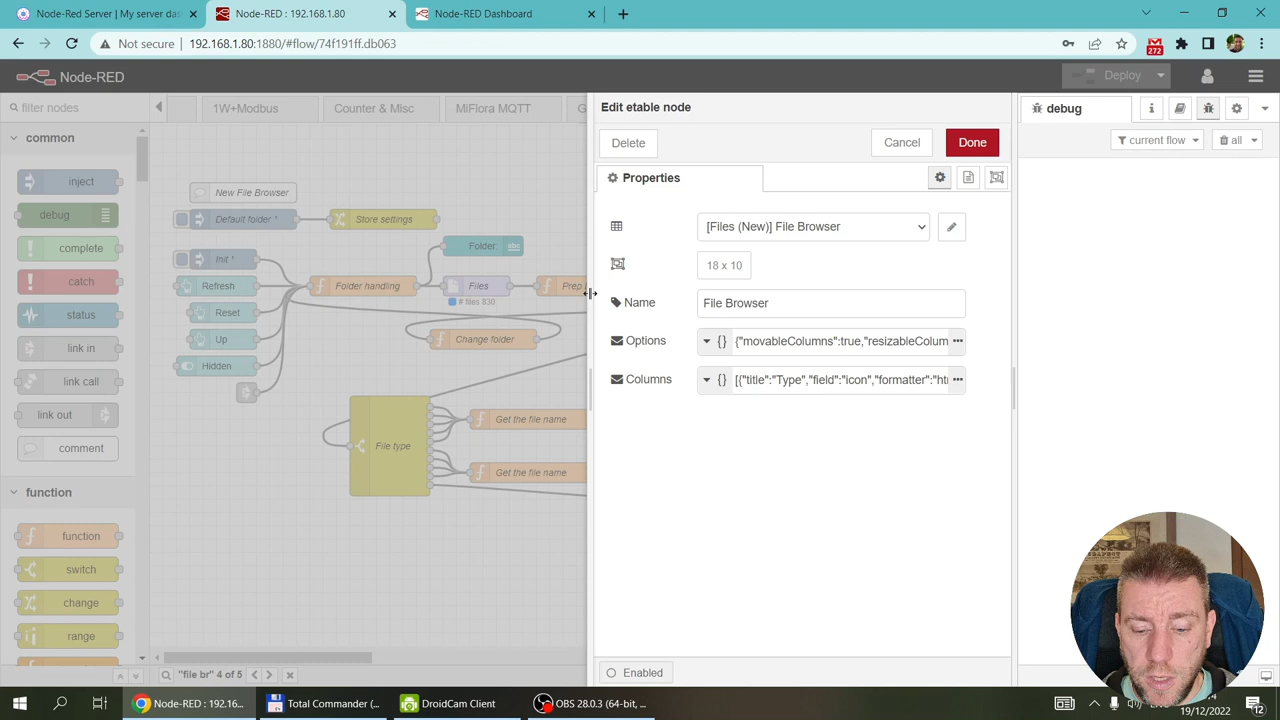 Node-RED Server | My server das
Node-RED : 192.168.1.80
Node-RED Dashboard
Not secure
192.168.1.80:1880/#flow/74f191ff.db063
272
Node-RED
Deploy
filter nodes
1W+Modbus
Counter & Misc
MiFlora MQTT
G
Edit etable node
debug
Delete
Cancel
Done
current flow
all
common
Properties
inject
New File Browser
debug
Default folder ¹
Store settings
[Files (New)] File Browser
complete
Folder:
abc
catch
Init ¹
18 x 10
Refresh
Folder handling
Files
Prep
# files 830
status
Reset
Name
File Browser
link in
Up
Change folder
Options
{} {"movableColumns":true,"resizableColum
link call
Hidden
Columns
{} [{"title":"Type","field":"icon","formatter":"ht
link out
Get the file name
comment
File type
Get the file name
function
function
switch
change
range
"file br" 4 of 5
Enabled
Node-RED : 192.16...
Total Commander (...
DroidCam Client
OBS 28.0.3 (64-bit, ...
19/12/2022
12